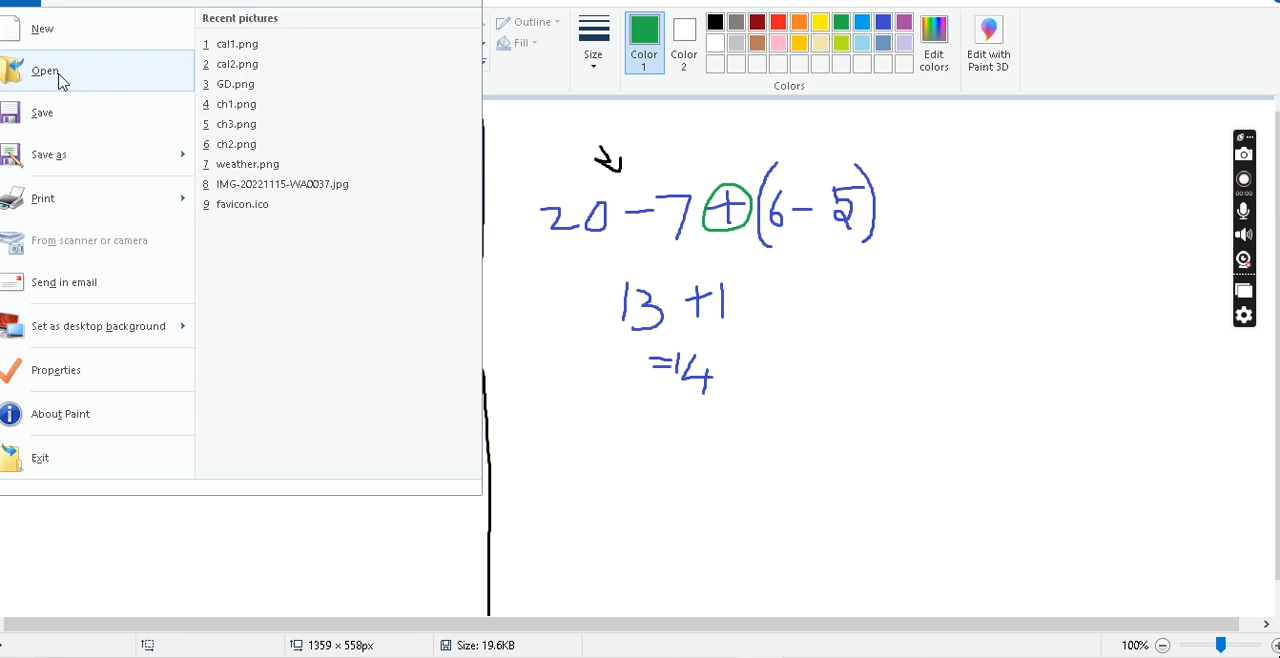 New
Open
Save
Save as
Print
From scanner or camera
Send in email
Set as desktop background
Properties
About Paint
Exit
Recent pictures
1 cal1.png
2 cal2.png
3 GD.png
4 ch1.png
5 ch3.png
6 ch2.png
7 weather.png
8 IMG-20221115-WA0037.jpg
9 favicon.ico
Outline
Fill
Size
Color 1
Color 2
Edit colors
Edit with Paint 3D
Colors
20 - 7 + (6 - 5)
13 + 1
= 14
00:00
1359 × 558px
Size: 19.6KB
100%